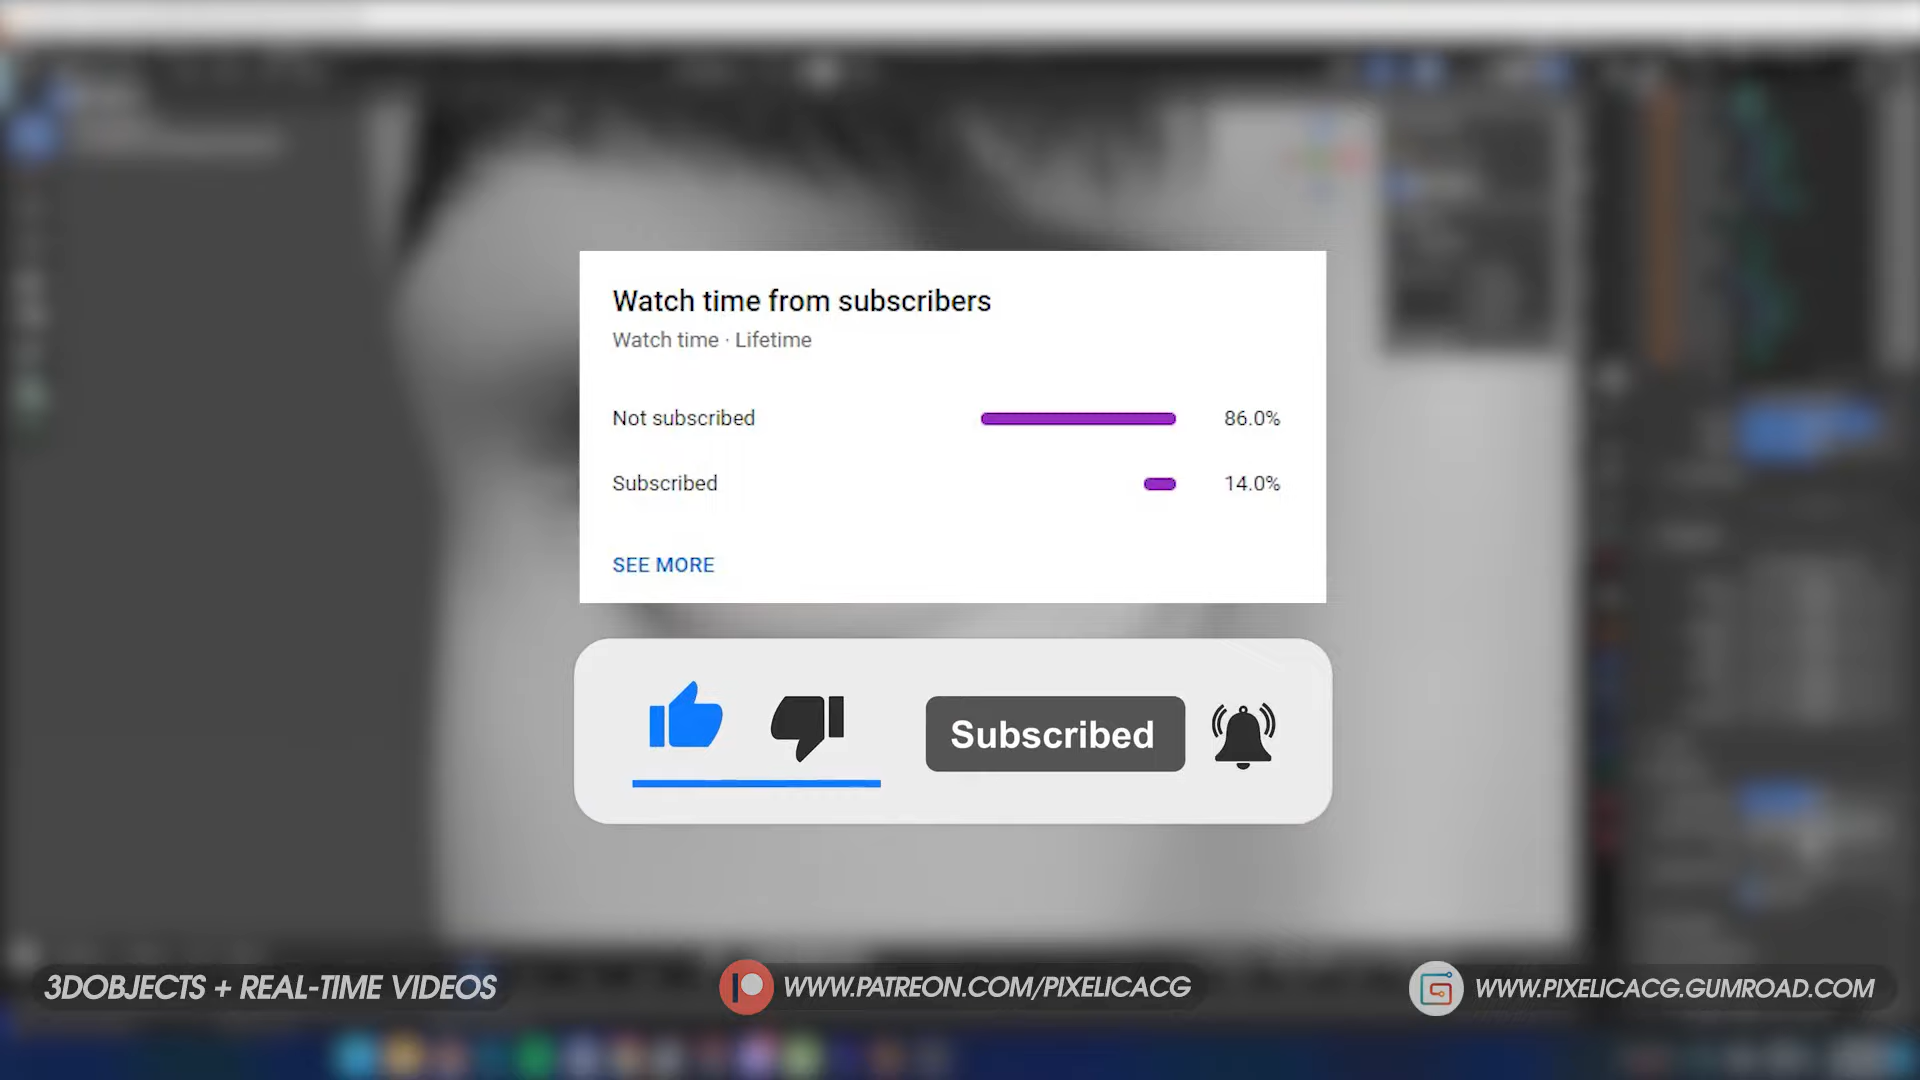 Watch time from subscribers
Watch time · Lifetime
Not subscribed 86.0%
Subscribed 14.0%
SEE MORE
Subscribed
3DOBJECTS + REAL-TIME VIDEOS
WWW.PATREON.COM/PIXELICACG
WWW.PIXELICACG.GUMROAD.COM